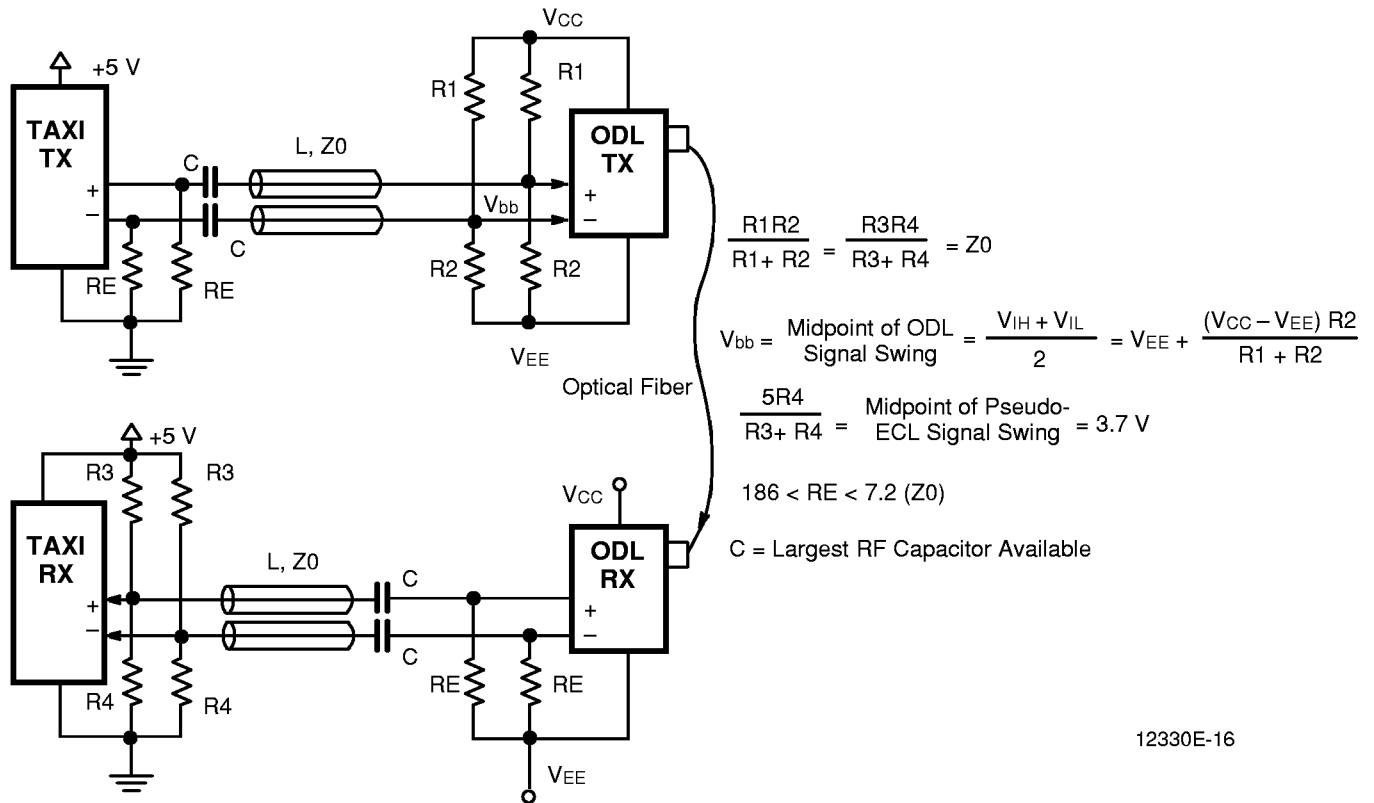 VCC
+5 V
R1
R1
TAXI
TX
ODL
TX
L, Z0
C
+
–
Vbb
+
–
C
RE
RE
R2
R2
VEE
R1R2 / R1+ R2 = R3R4 / R3+ R4 = Z0
Vbb = Midpoint of ODL Signal Swing = VIH + VIL / 2 = VEE + (VCC – VEE) R2 / R1 + R2
Optical Fiber
5R4 / R3+ R4 = Midpoint of Pseudo-ECL Signal Swing = 3.7 V
186 < RE < 7.2 (Z0)
C = Largest RF Capacitor Available
+5 V
R3
R3
VCC
TAXI
RX
ODL
RX
L, Z0
C
+
–
+
–
C
R4
R4
RE
RE
VEE
12330E-16